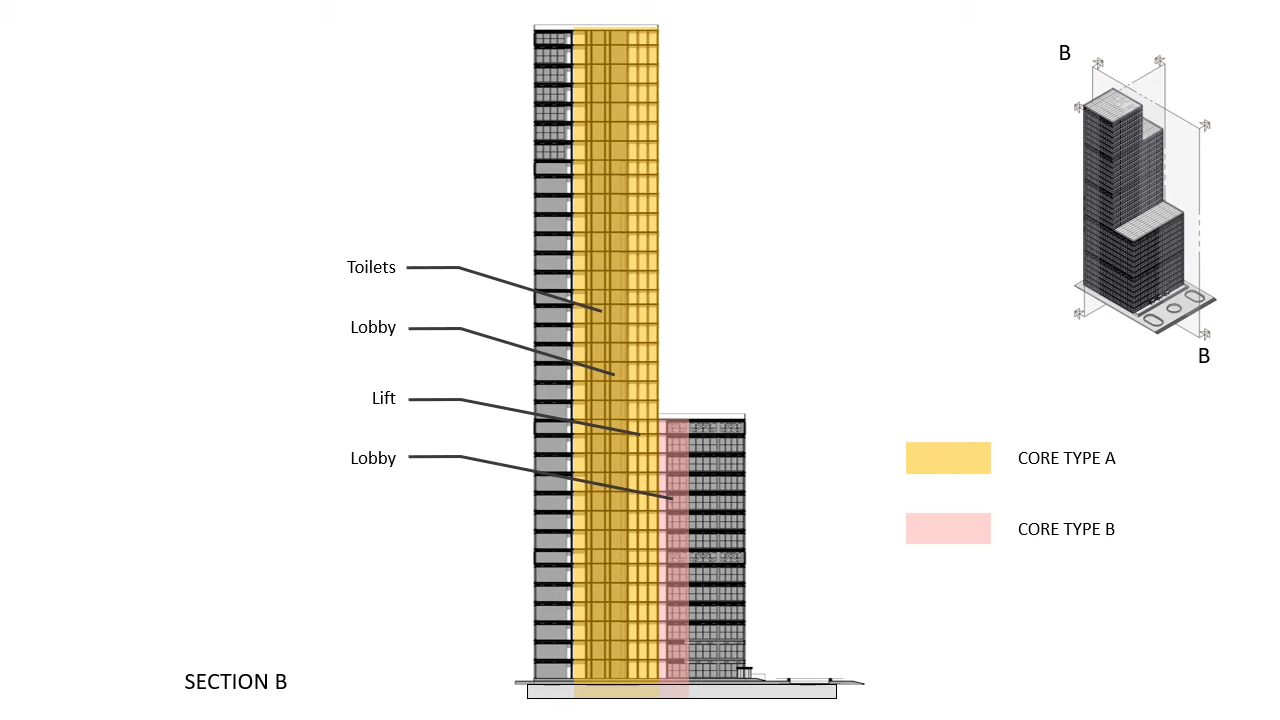 B
Toilets
Lobby
Lift
Lobby
B
CORE TYPE A
CORE TYPE B
SECTION B